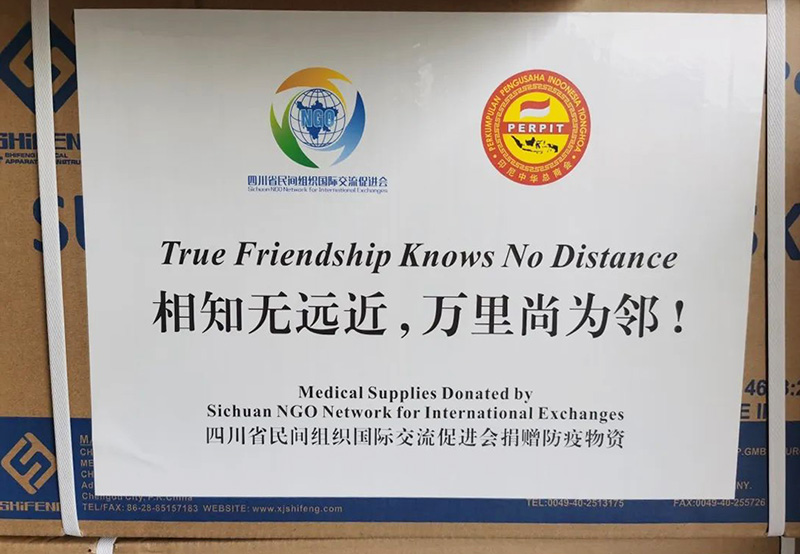 NGO
四川省民间组织国际交流促进会
Sichuan NGO Network for International Exchanges
PERKUMPULAN PENGUSAHA INDONESIA TIONGHOA
PERPIT
印尼中华总商会
True Friendship Knows No Distance
相知无远近，万里尚为邻！
Medical Supplies Donated by
Sichuan NGO Network for International Exchanges
四川省民间组织国际交流促进会捐赠防疫物资
SHIFENG
SHIFENG
TEL/FAX: 86-28-85157183 WEBSITE: www.xjshifeng.com
TEL:0049-40-2513175 FAX:0049-40-255726